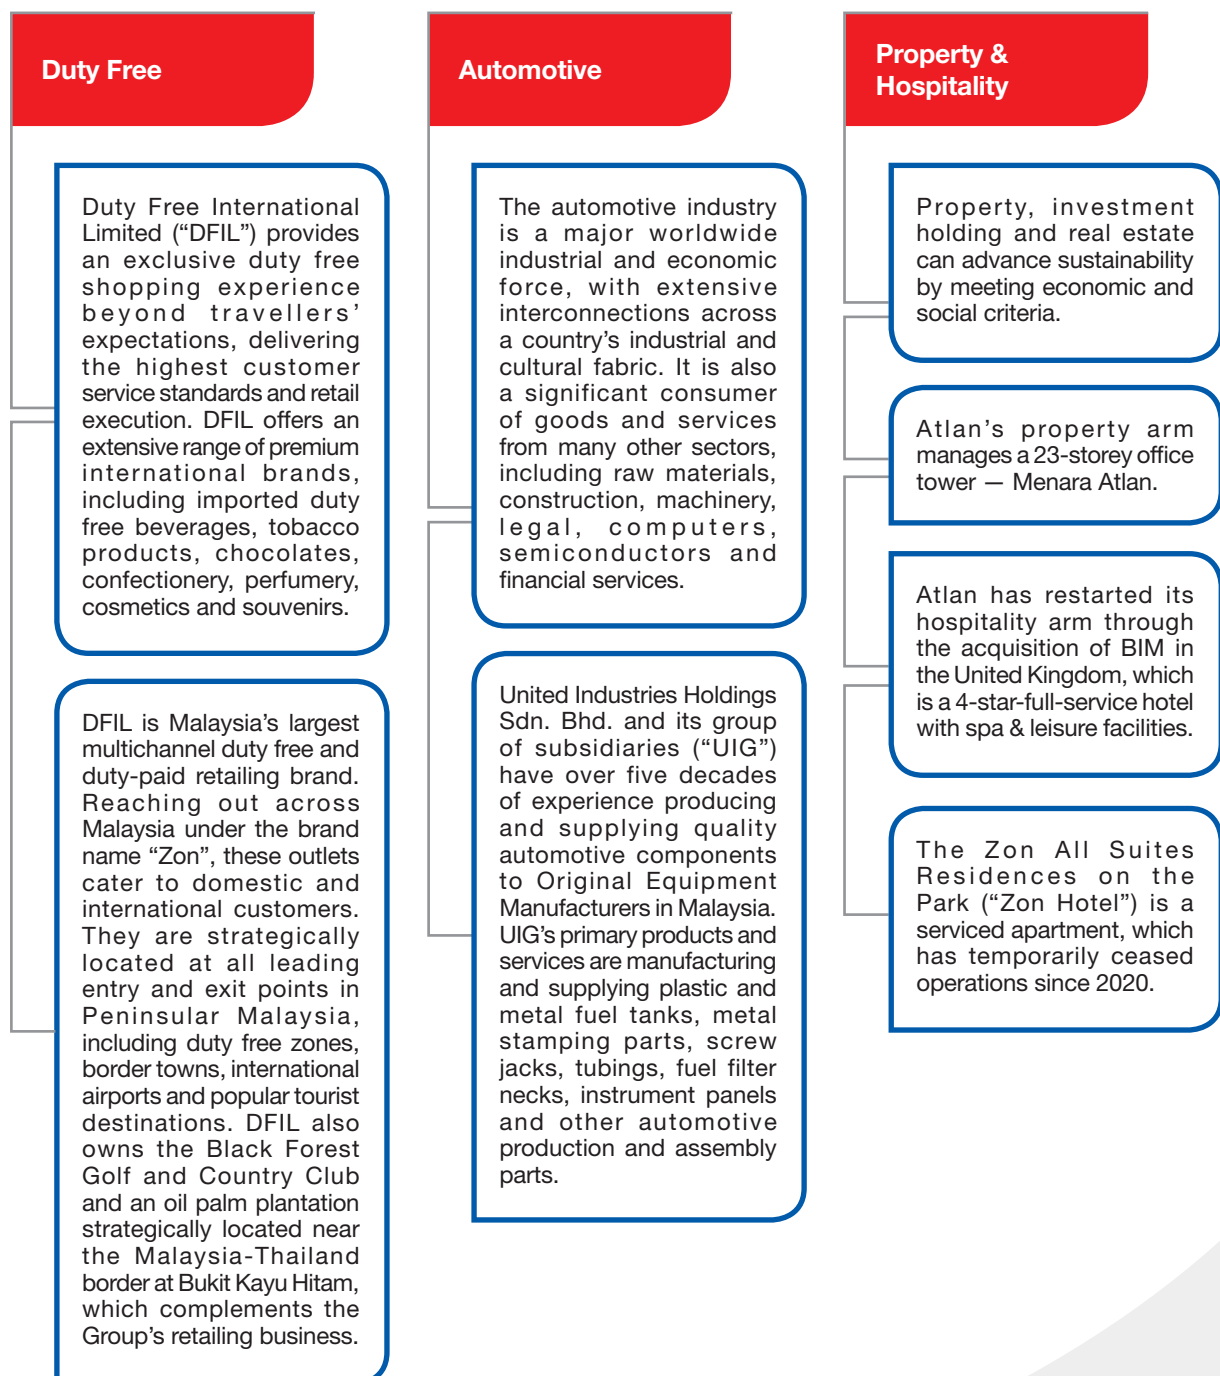 Duty Free
Duty Free International
Limited (“DFIL”) provides
an exclusive duty free
shopping experience
beyond travellers’
expectations, delivering
the highest customer
service standards and retail
execution. DFIL offers an
extensive range of premium
international brands,
including imported duty
free beverages, tobacco
products, chocolates,
confectionery, perfumery,
cosmetics and souvenirs.
DFIL is Malaysia’s largest
multichannel duty free and
duty-paid retailing brand.
Reaching out across
Malaysia under the brand
name “Zon”, these outlets
cater to domestic and
international customers.
They are strategically
located at all leading
entry and exit points in
Peninsular Malaysia,
including duty free zones,
border towns, international
airports and popular tourist
destinations. DFIL also
owns the Black Forest
Golf and Country Club
and an oil palm plantation
strategically located near
the Malaysia-Thailand
border at Bukit Kayu Hitam,
which complements the
Group’s retailing business.
Automotive
The automotive industry
is a major worldwide
industrial and economic
force, with extensive
interconnections across
a country’s industrial and
cultural fabric. It is also
a significant consumer
of goods and services
from many other sectors,
including raw materials,
construction, machinery,
legal, computers,
semiconductors and
financial services.
United Industries Holdings
Sdn. Bhd. and its group
of subsidiaries (“UIG”)
have over five decades
of experience producing
and supplying quality
automotive components
to Original Equipment
Manufacturers in Malaysia.
UIG’s primary products and
services are manufacturing
and supplying plastic and
metal fuel tanks, metal
stamping parts, screw
jacks, tubings, fuel filter
necks, instrument panels
and other automotive
production and assembly
parts.
Property &
Hospitality
Property, investment
holding and real estate
can advance sustainability
by meeting economic and
social criteria.
Atlan’s property arm
manages a 23-storey office
tower — Menara Atlan.
Atlan has restarted its
hospitality arm through
the acquisition of BIM in
the United Kingdom, which
is a 4-star-full-service hotel
with spa & leisure facilities.
The Zon All Suites
Residences on the
Park (“Zon Hotel”) is a
serviced apartment, which
has temporarily ceased
operations since 2020.